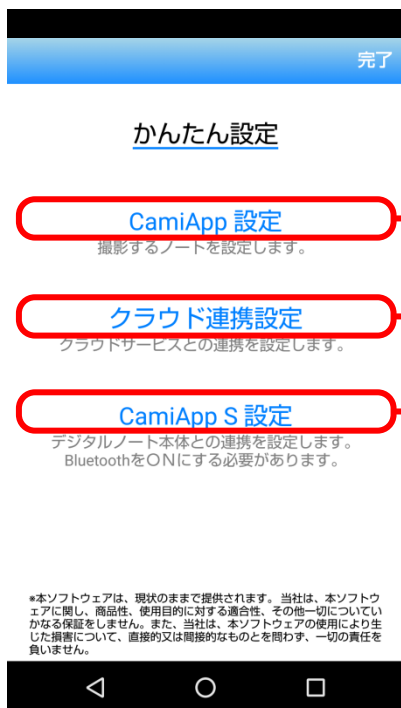 完了
かんたん設定
CamiApp 設定
撮影するノートを設定します。
クラウド連携設定
クラウドサービスとの連携を設定します。
CamiApp S 設定
デジタルノート本体との連携を設定します。
BluetoothをONにする必要があります。
※本ソフトウェアは、現状のままで提供されます。当社は、本ソフトウ
ェアに関し、商品性、使用目的に対する適合性、その他一切についてい
かなる保証をしません。また、当社は、本ソフトウェアの使用により生
じた損害について、直接的又は間接的なものとを問わず、一切の責任を
負いません。